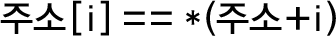 주소[i] == *(주소+i)